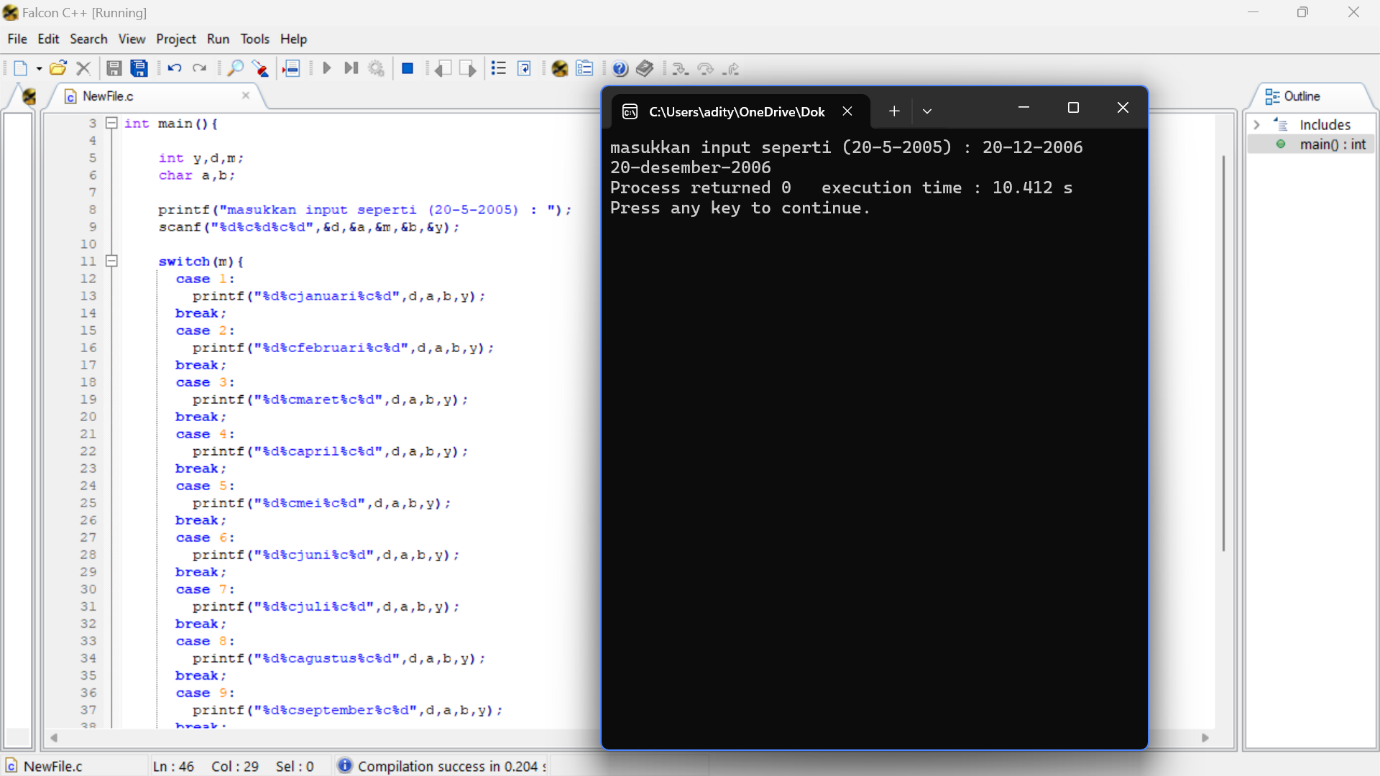 Falcon C++ [Running]
File Edit Search View Project Run Tools Help
NewFile.c
3 int main(){
4
5 int y,d,m;
6 char a,b;
7
8 printf("masukkan input seperti (20-5-2005) : ");
9 scanf("%d%c%d%c%d",&d,&a,&m,&b,&y);
10
11 switch(m){
12 case 1:
13 printf("%d%cjanuari%c%d",d,a,b,y);
14 break;
15 case 2:
16 printf("%d%cfebruari%c%d",d,a,b,y);
17 break;
18 case 3:
19 printf("%d%cmaret%c%d",d,a,b,y);
20 break;
21 case 4:
22 printf("%d%capril%c%d",d,a,b,y);
23 break;
24 case 5:
25 printf("%d%cmei%c%d",d,a,b,y);
26 break;
27 case 6:
28 printf("%d%cjuni%c%d",d,a,b,y);
29 break;
30 case 7:
31 printf("%d%cjuli%c%d",d,a,b,y);
32 break;
33 case 8:
34 printf("%d%cagustus%c%d",d,a,b,y);
35 break;
36 case 9:
37 printf("%d%cseptember%c%d",d,a,b,y);
38 break;
C:\Users\adity\OneDrive\Dok
masukkan input seperti (20-5-2005) : 20-12-2006
20-desember-2006
Process returned 0 execution time : 10.412 s
Press any key to continue.
Outline
Includes
main() : int
NewFile.c Ln : 46 Col : 29 Sel : 0 Compilation success in 0.204 s